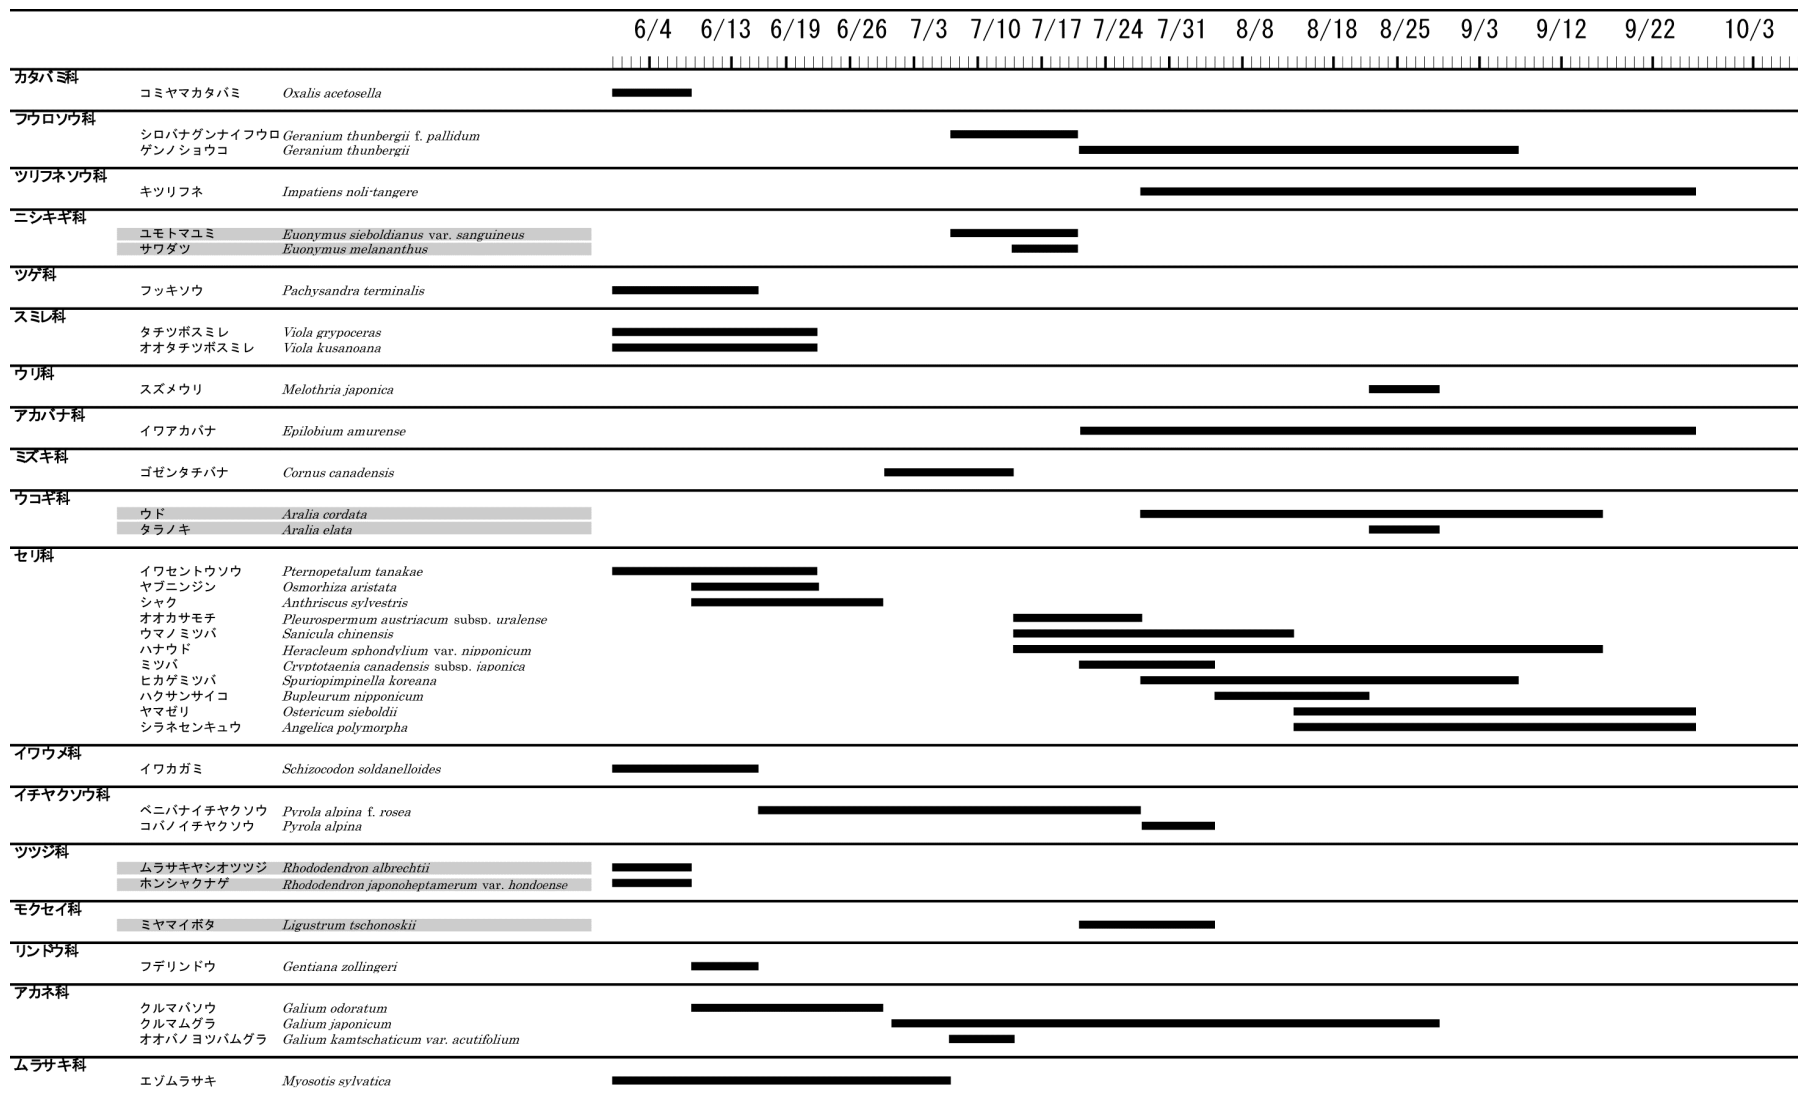 6/4 6/13 6/19 6/26 7/3 7/10 7/17 7/24 7/31 8/8 8/18 8/25 9/3 9/12 9/22 10/3
カタバミ科
コミヤマカタバミ Oxalis acetosella
フウロソウ科
シロバナグンナイフウロ Geranium thunbergii f. pallidum
ゲンノショウコ Geranium thunbergii
ツリフネソウ科
キツリフネ Impatiens noli-tangere
ニシキギ科
ユモトマユミ Euonymus sieboldianus var. sanguineus
サワダツ Euonymus melananthus
ツゲ科
フッキソウ Pachysandra terminalis
スミレ科
タチツボスミレ Viola grypoceras
オオタチツボスミレ Viola kusanoana
ウリ科
スズメウリ Melothria japonica
アカバナ科
イワアカバナ Epilobium amurense
ミズキ科
ゴゼンタチバナ Cornus canadensis
ウコギ科
ウド Aralia cordata
タラノキ Aralia elata
セリ科
イワセントウソウ Pternopetalum tanakae
ヤブニンジン Osmorhiza aristata
シャク Anthriscus sylvestris
オオカサモチ Pleurospermum austriacum subsp. uralense
ウマノミツバ Sanicula chinensis
ハナウド Heracleum sphondylium var. nipponicum
ミツバ Cryptotaenia canadensis subsp. japonica
ヒカゲミツバ Spuriopimpinella koreana
ハクサンサイコ Bupleurum nipponicum
ヤマゼリ Ostericum sieboldii
シラネセンキュウ Angelica polymorpha
イワウメ科
イワカガミ Schizocodon soldanelloides
イチヤクソウ科
ベニバナイチヤクソウ Pyrola alpina f. rosea
コバノイチヤクソウ Pyrola alpina
ツツジ科
ムラサキヤシオツツジ Rhododendron albrechtii
ホンシャクナゲ Rhododendron japonoheptamerum var. hondoense
モクセイ科
ミヤマイボタ Ligustrum tschonoskii
リンドウ科
フデリンドウ Gentiana zollingeri
アカネ科
クルマバソウ Galium odoratum
クルマムグラ Galium japonicum
オオバノヨツバムグラ Galium kamtschaticum var. acutifolium
ムラサキ科
エゾムラサキ Myosotis sylvatica